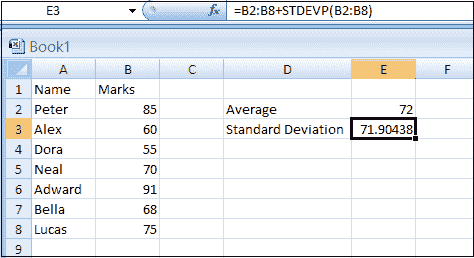 E3 fx =B2:B8+STDEVP(B2:B8)
Book1
A B C D E F
1 Name Marks
2 Peter 85 Average 72
3 Alex 60 Standard Deviation 71.90438
4 Dora 55
5 Neal 70
6 Adward 91
7 Bella 68
8 Lucas 75
9